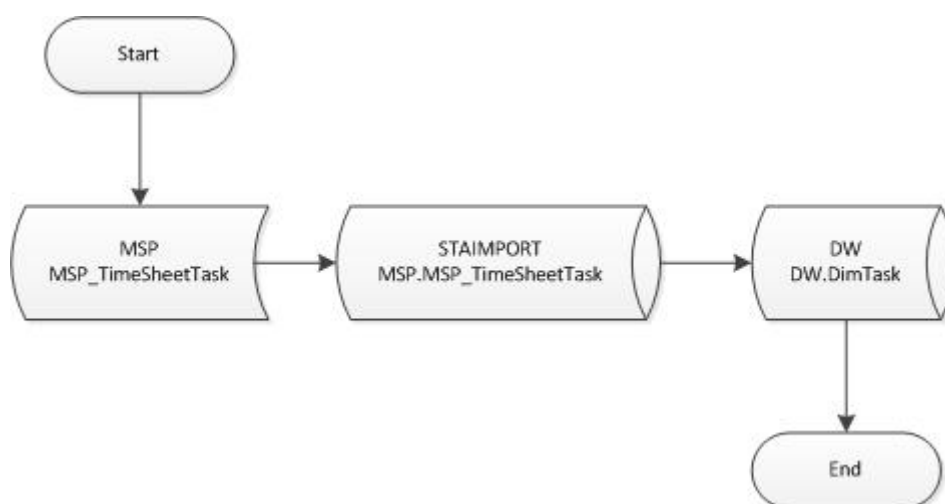 Start
MSP
MSP_TimeSheetTask
STAIMPORT
MSP.MSP_TimeSheetTask
DW
DW.DimTask
End